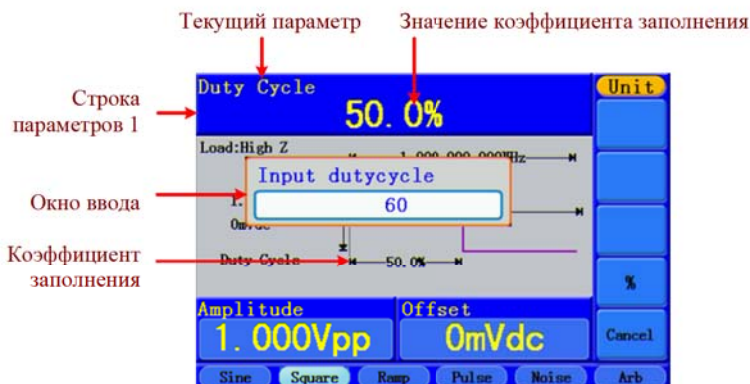 Текущий параметр
Значение коэффициента заполнения
Строка
параметров 1
Duty Cycle
50.0%
Unit
Load:High Z
Input dutycycle
60
Окно ввода
Коэффициент
заполнения
Duty Cycle
50.0%
%
Amplitude
Offset
1.000Vpp
0mVdc
Cancel
Sine
Square
Ramp
Pulse
Noise
Arb